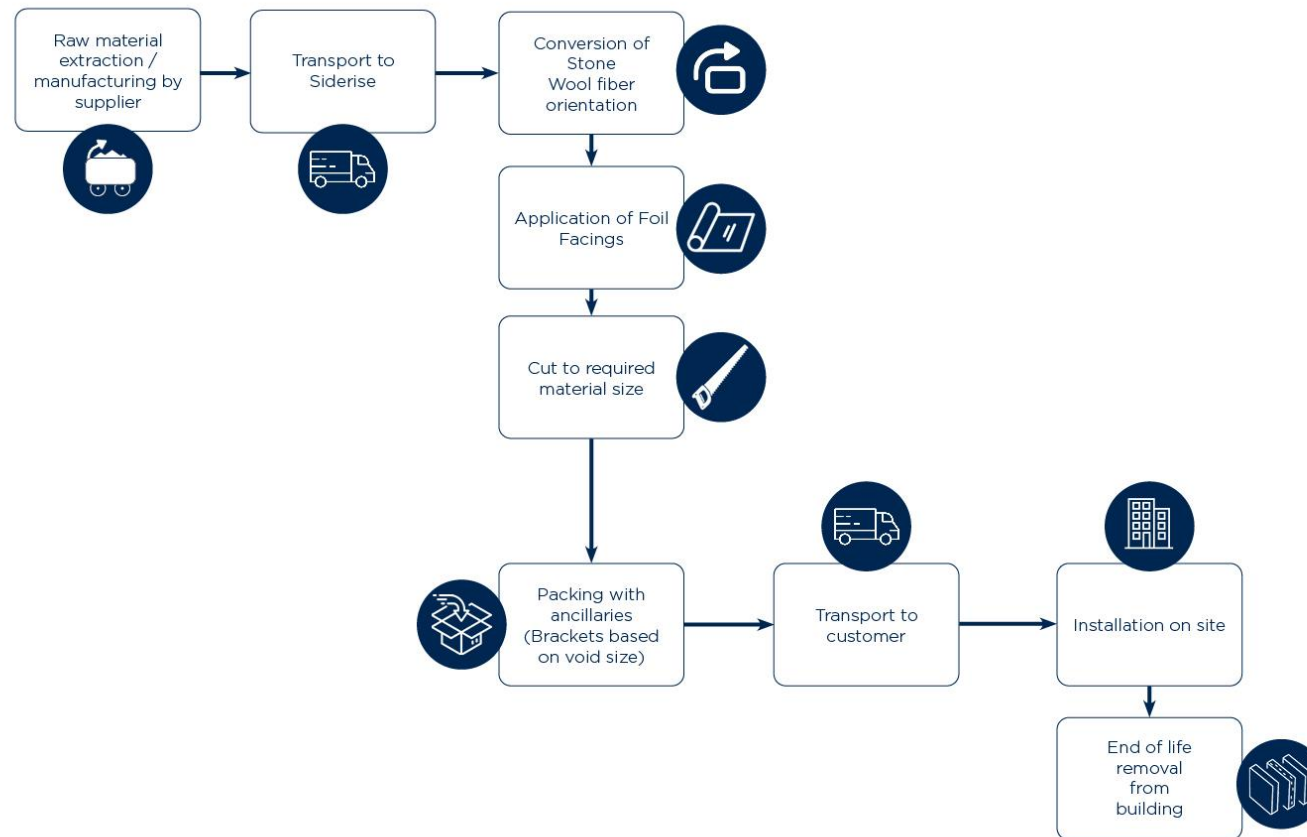 Raw material
extraction /
manufacturing by
supplier
Transport to
Siderise
Conversion of
Stone
Wool fiber
orientation
Application of Foil
Facings
Cut to required
material size
Packing with
ancillaries
(Brackets based
on void size)
Transport to
customer
Installation on site
End of life
removal
from
building